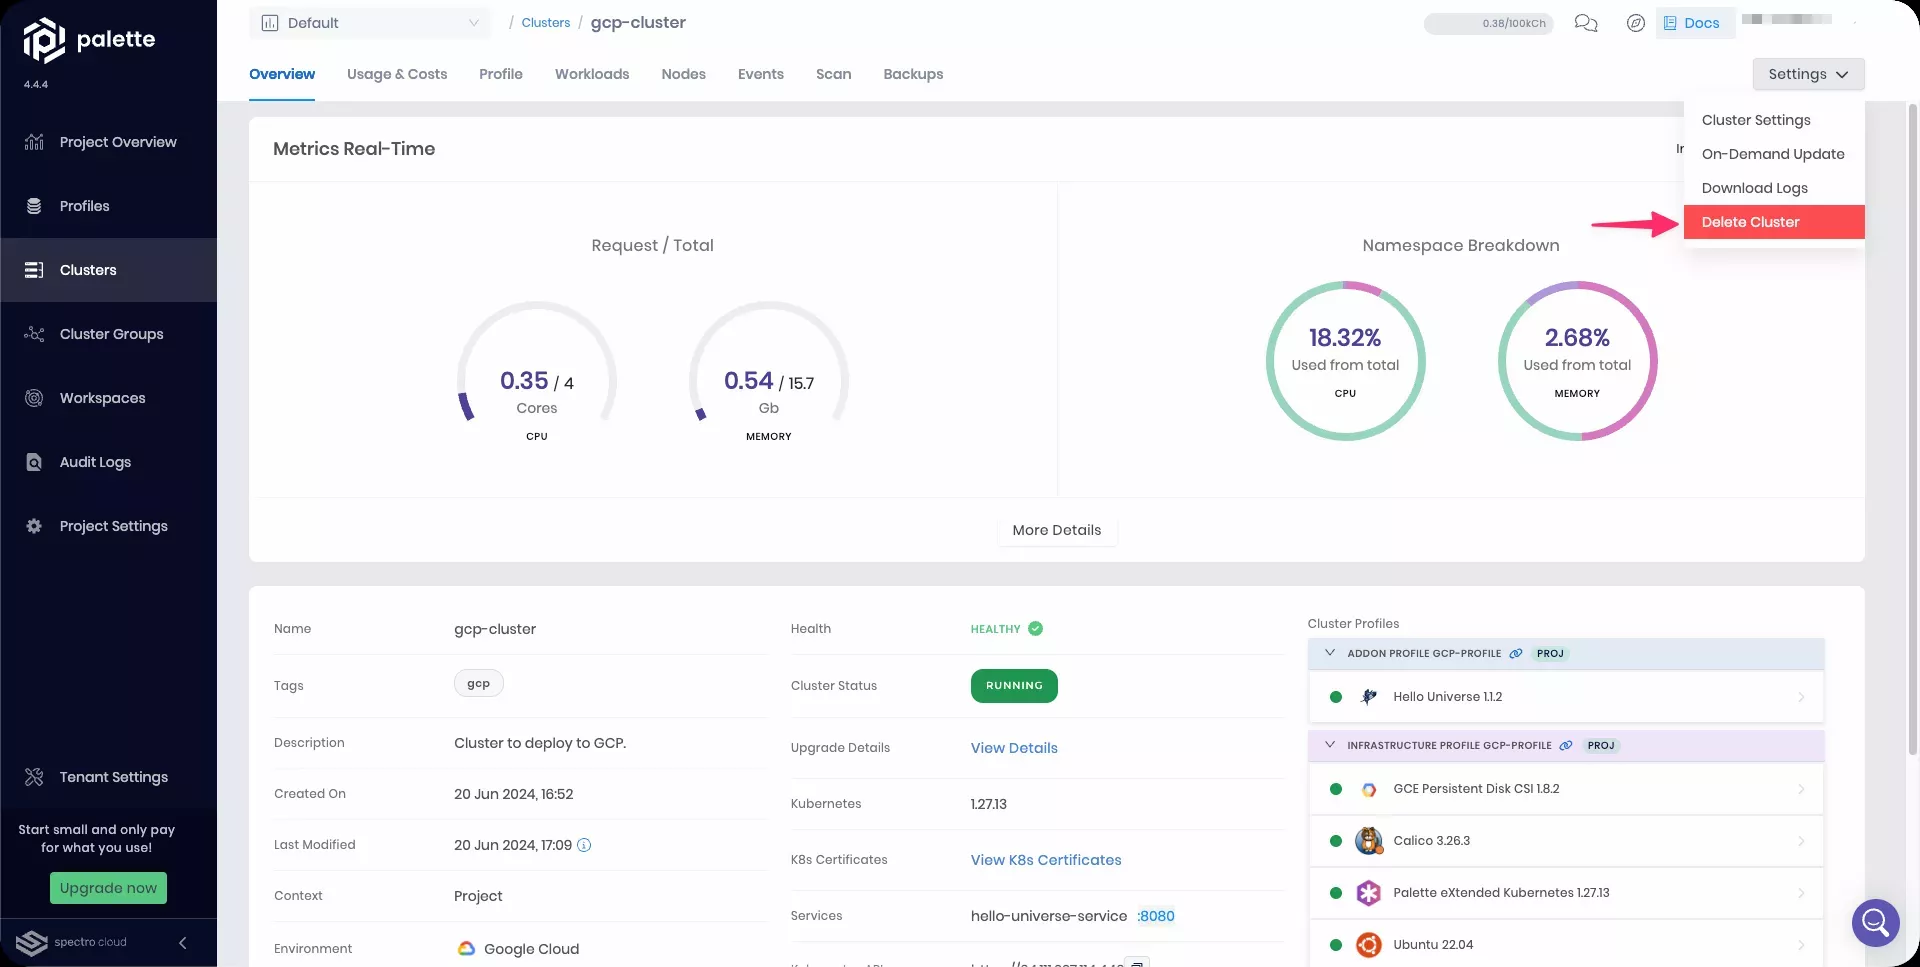 palette
4.4.4
Project Overview
Profiles
Clusters
Cluster Groups
Workspaces
Audit Logs
Project Settings
Tenant Settings
Start small and only pay
for what you use!
Upgrade now
spectro cloud
Default
/ Clusters / gcp-cluster
0.38/100kCh
Docs
Overview
Usage & Costs
Profile
Workloads
Nodes
Events
Scan
Backups
Settings
Cluster Settings
On-Demand Update
Download Logs
Delete Cluster
Metrics Real-Time
Request / Total
0.35 / 4
Cores
CPU
0.54 / 15.7
Gb
MEMORY
Namespace Breakdown
18.32%
Used from total
CPU
2.68%
Used from total
MEMORY
More Details
Name
gcp-cluster
Tags
gcp
Description
Cluster to deploy to GCP.
Created On
20 Jun 2024, 16:52
Last Modified
20 Jun 2024, 17:09
Context
Project
Environment
Google Cloud
Health
HEALTHY
Cluster Status
RUNNING
Upgrade Details
View Details
Kubernetes
1.27.13
K8s Certificates
View K8s Certificates
Services
hello-universe-service :8080
Cluster Profiles
ADDON PROFILE GCP-PROFILE PROJ
Hello Universe 1.1.2
INFRASTRUCTURE PROFILE GCP-PROFILE PROJ
GCE Persistent Disk CSI 1.8.2
Calico 3.26.3
Palette eXtended Kubernetes 1.27.13
Ubuntu 22.04